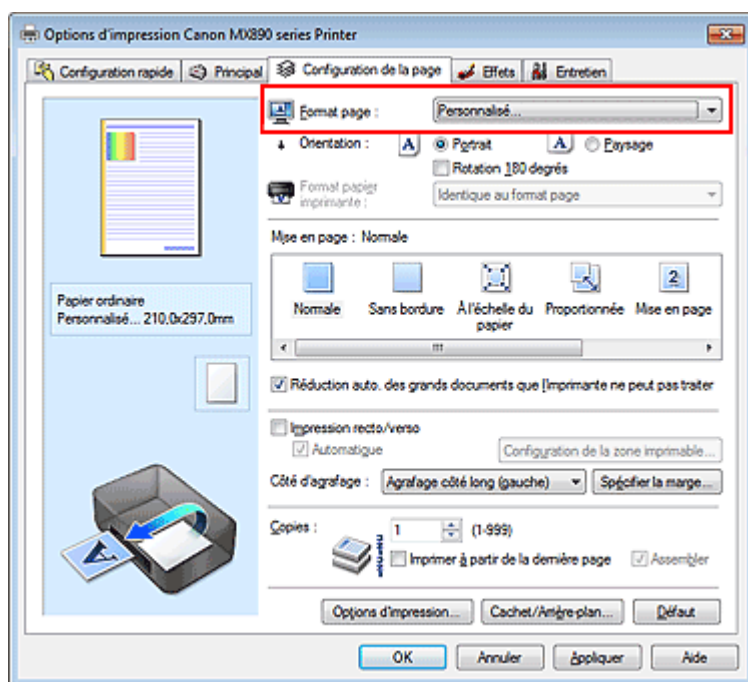 Options d'impression Canon MX890 series Printer
Configuration rapide Principal Configuration de la page Effets Entretien
Format page : Personnalisé...
Orientation : A Portrait A Paysage
Rotation 180 degrés
Format papier imprimante : Identique au format page
Mise en page : Normale
Normale Sans bordure À l'échelle du papier Proportionnée 2 Mise en page
Papier ordinaire
Personnalisé... 210,0x297,0mm
Réduction auto. des grands documents que l'imprimante ne peut pas traiter
Impression recto/verso
Automatique Configuration de la zone imprimable...
Côté d'agrafage : Agrafage côté long (gauche) Spécifier la marge...
Copies : 1 (1-999)
Imprimer à partir de la dernière page Assembler
Options d'impression... Cachet/Arrière-plan... Défaut
OK Annuler Appliquer Aide